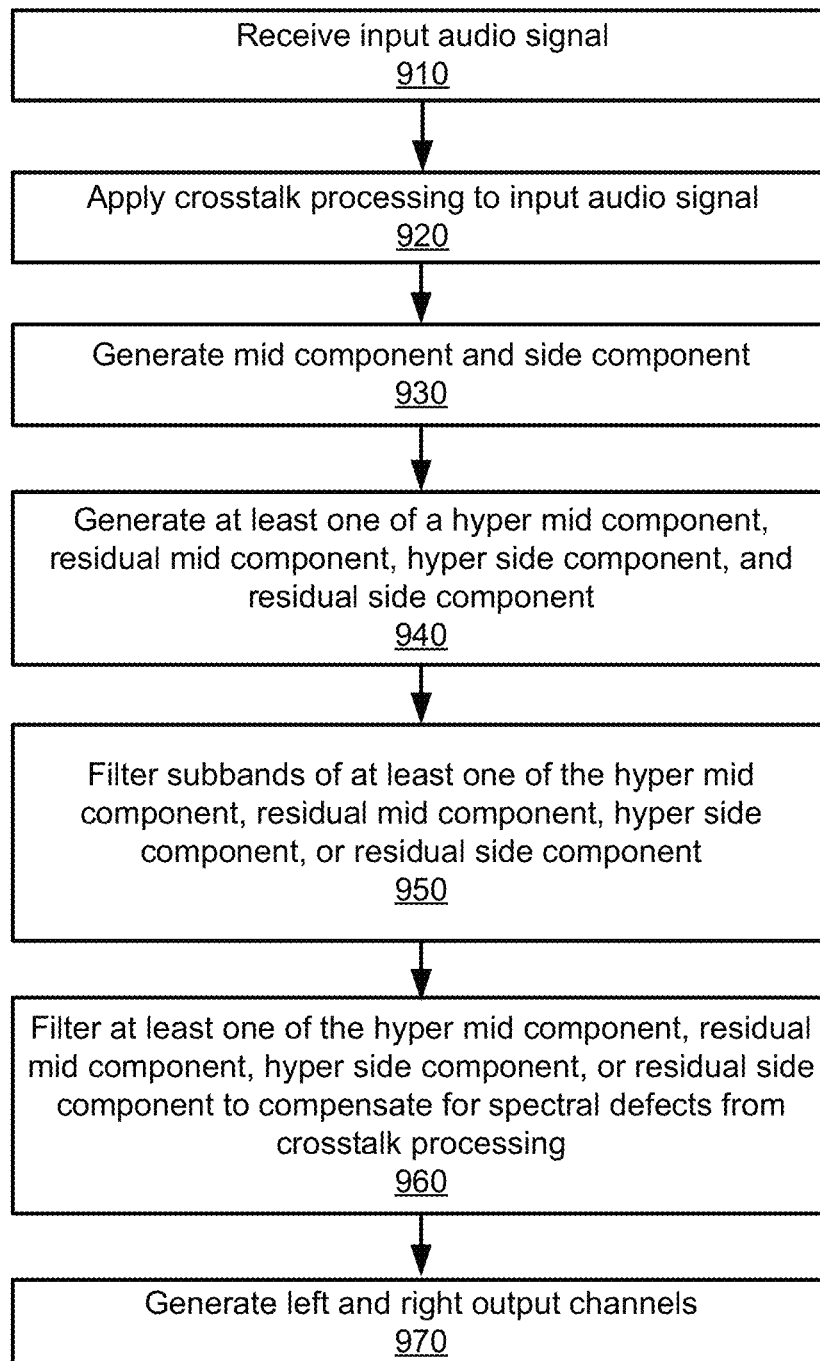 Receive input audio signal
910
Apply crosstalk processing to input audio signal
920
Generate mid component and side component
930
Generate at least one of a hyper mid component,
residual mid component, hyper side component, and
residual side component
940
Filter subbands of at least one of the hyper mid
component, residual mid component, hyper side
component, or residual side component
950
Filter at least one of the hyper mid component, residual
mid component, hyper side component, or residual side
component to compensate for spectral defects from
crosstalk processing
960
Generate left and right output channels
970